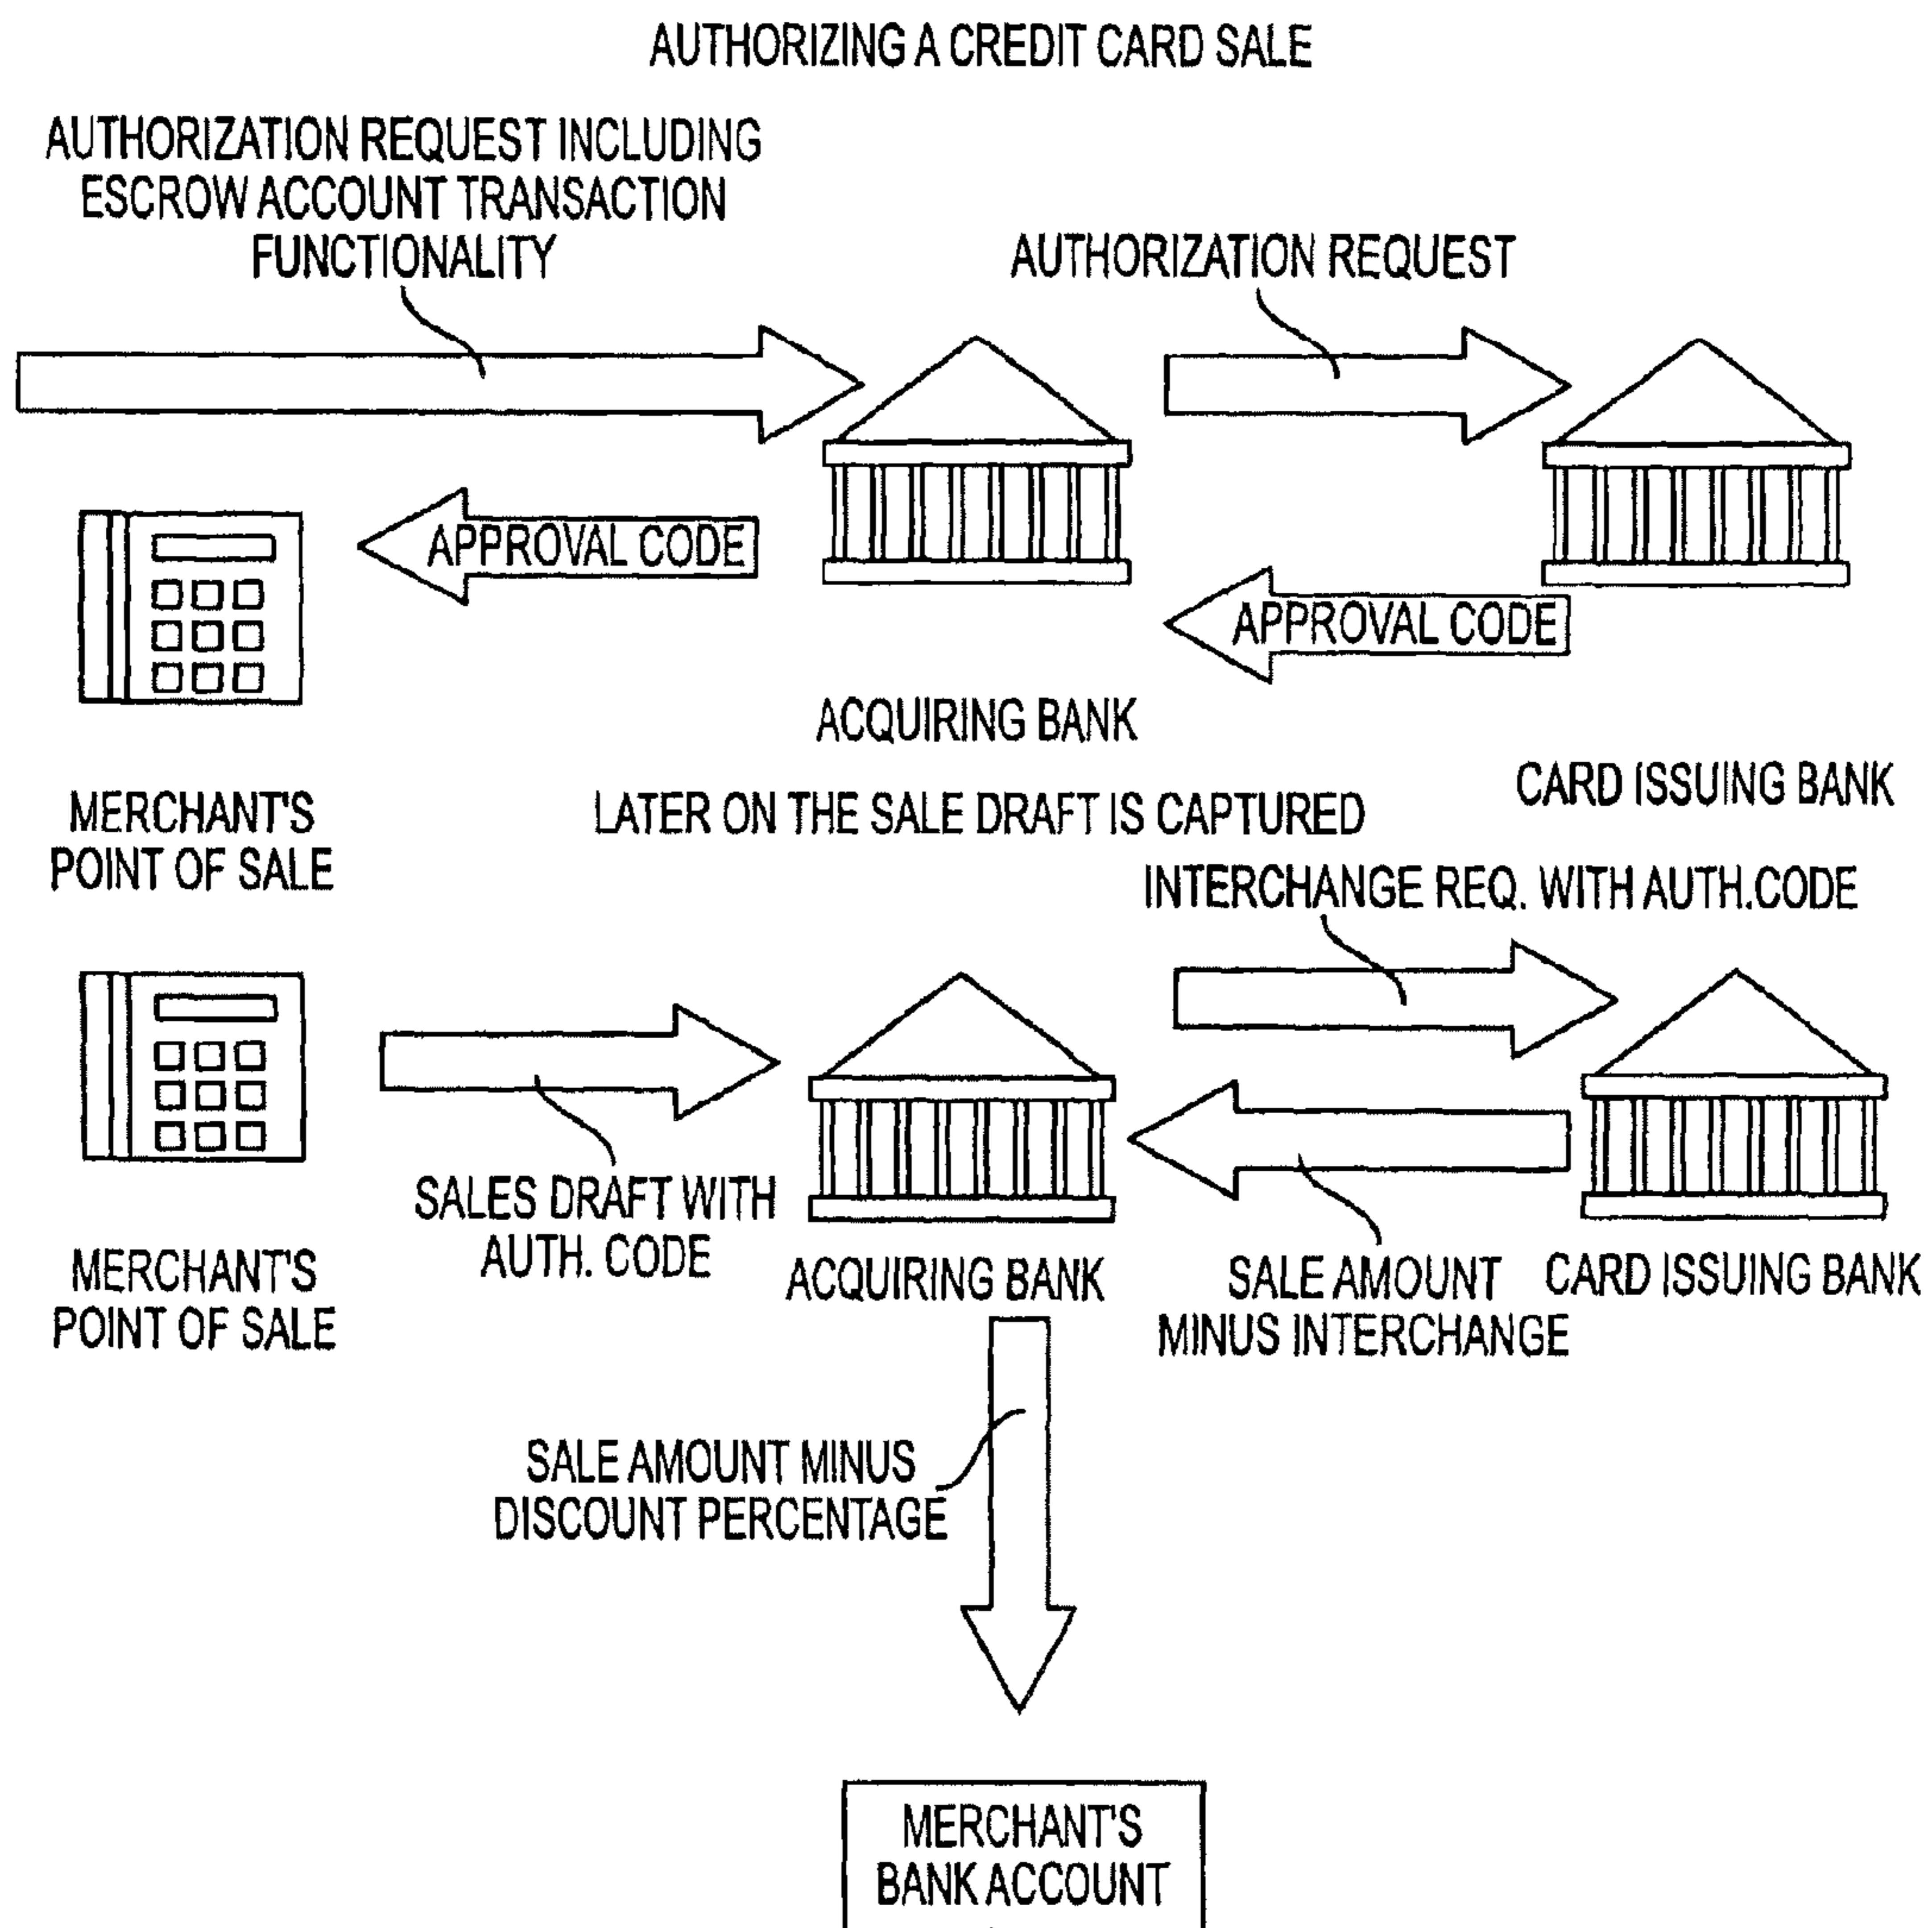 AUTHORIZING A CREDIT CARD SALE
AUTHORIZATION REQUEST INCLUDING
ESCROW ACCOUNT TRANSACTION
FUNCTIONALITY
AUTHORIZATION REQUEST
APPROVAL CODE
APPROVAL CODE
ACQUIRING BANK
CARD ISSUING BANK
MERCHANT'S
POINT OF SALE
LATER ON THE SALE DRAFT IS CAPTURED
INTERCHANGE REQ. WITH AUTH.CODE
SALES DRAFT WITH
AUTH. CODE
MERCHANT'S
POINT OF SALE
ACQUIRING BANK
SALE AMOUNT
MINUS INTERCHANGE
CARD ISSUING BANK
SALE AMOUNT MINUS
DISCOUNT PERCENTAGE
MERCHANT'S
BANK ACCOUNT